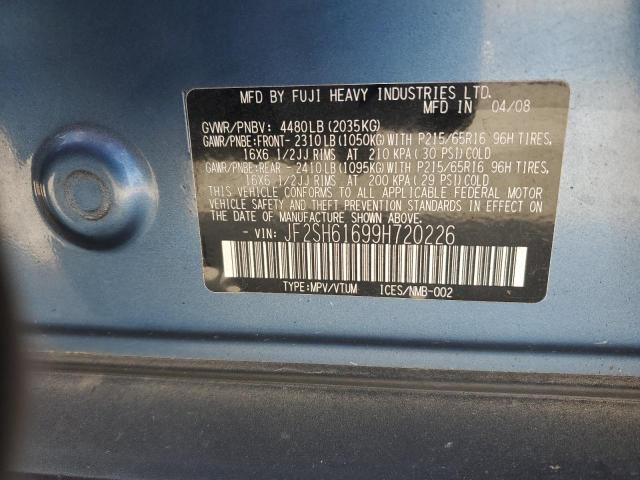 MFD BY FUJI HEAVY INDUSTRIES LTD.
MFD IN 04/08
GVWR/PNBV: 4480LB(2035KG)
GAWR/PNBE:FRONT-2310LB(1050KG)WITH P215/65R16 96H TIRES,
16X6 1/2JJ RIMS AT 210 KPA(30 PSI)COLD
GAWR/PNBE:REAR -2410LB(1095KG)WITH P215/65R16 96H TIRES,
16X6 1/2JJ RIMS AT 200 KPA(29 PSI)COLD
THIS VEHICLE CONFORMS TO ALL APPLICABLE FEDERAL MOTOR
VEHICLE SAFETY AND THEFT PREVENTION STANDARDS IN EFFECT ON
THE DATE OF MANUFACTURE SHOWN ABOVE.
- VIN: JF2SH61699H720226 -
TYPE:MPV/VTUM ICES/NMB-002